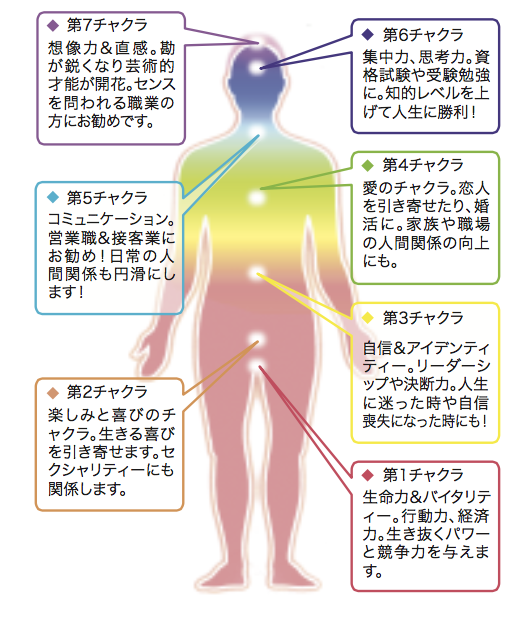 ◆ 第7チャクラ
想像力＆直感。勘
が鋭くなり芸術的
才能が開花。センス
を問われる職業の
方にお勧めです。
◆ 第6チャクラ
集中力、思考力。資
格試験や受験勉強
に。知的レベルを上
げて人生に勝利！
◆ 第5チャクラ
コミュニケーション。
営業職＆接客業に
お勧め！日常の人
間関係も円滑にし
ます！
◆ 第4チャクラ
愛のチャクラ。恋人
を引き寄せたり、婚
活に。家族や職場
の人間関係の向上
にも。
◆ 第3チャクラ
自信＆アイデンティ
ティー。リーダーシ
ップや決断力。人生
に迷った時や自信
喪失になった時にも！
◆ 第2チャクラ
楽しみと喜びのチ
ャクラ。生きる喜び
を引き寄せます。セ
クシャリティーにも
関係します。
◆ 第1チャクラ
生命力＆バイタリテ
ィー。行動力、経済
力。生き抜くパワー
と競争力を与えま
す。